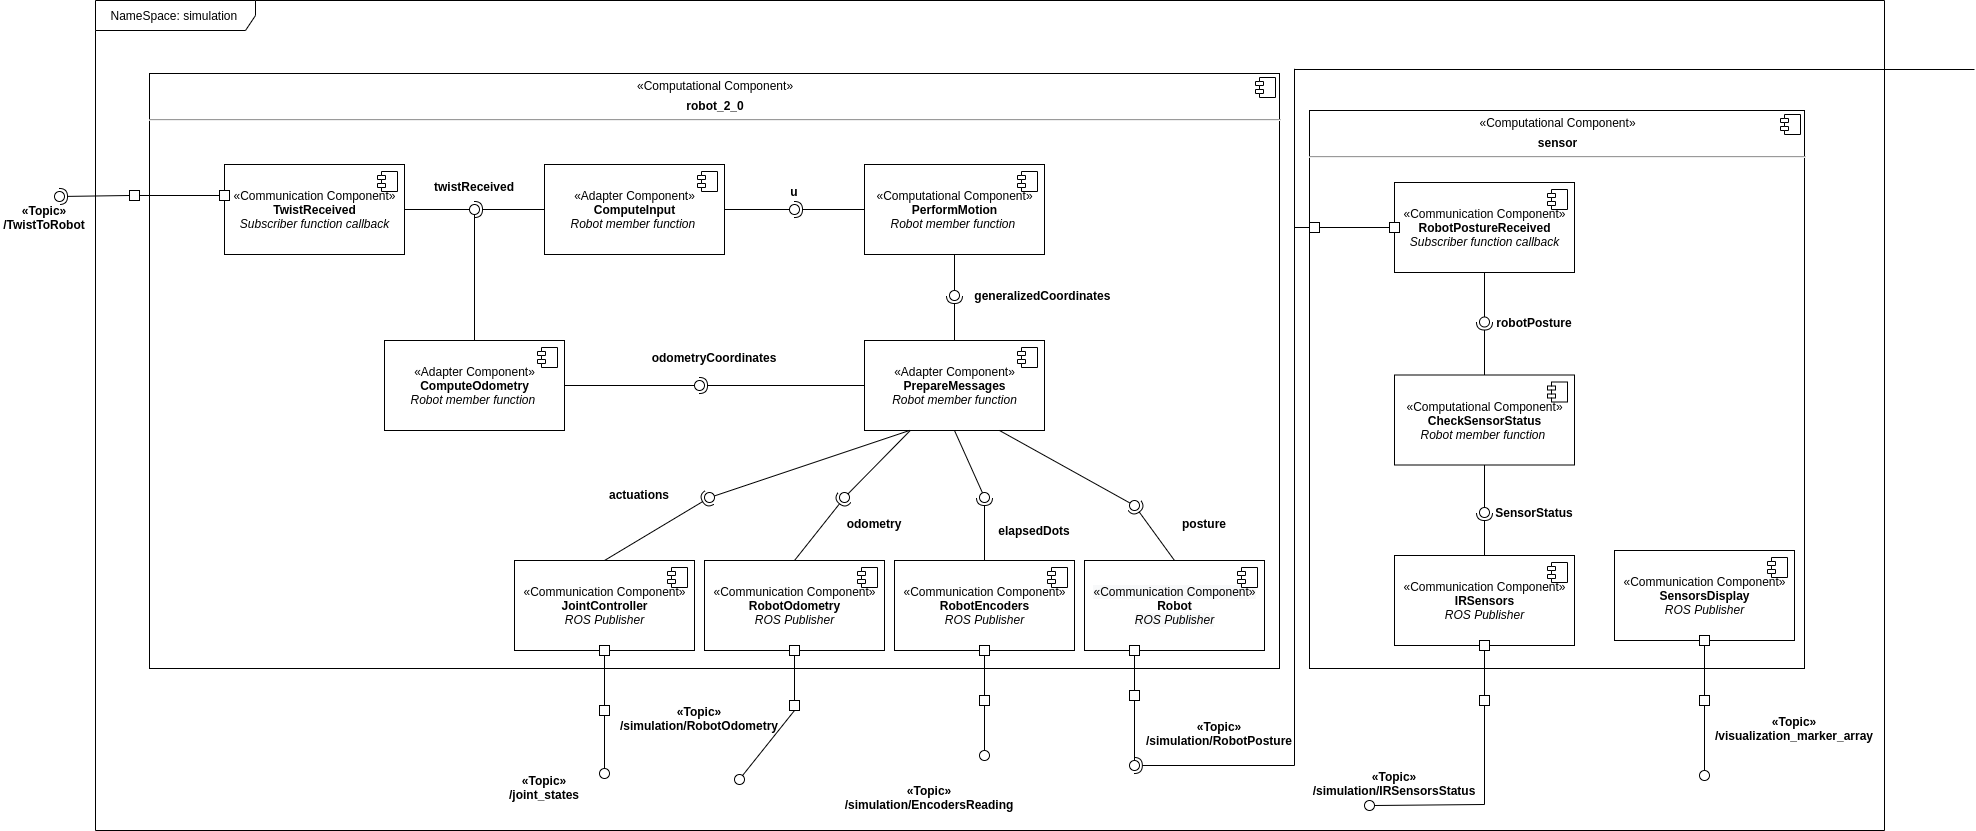 NameSpace: simulation
«Computational Component»
robot_2_0
«Topic»
/TwistToRobot
«Communication Component»
TwistReceived
Subscriber function callback
twistReceived
«Adapter Component»
ComputeInput
Robot member function
u
«Computational Component»
PerformMotion
Robot member function
generalizedCoordinates
«Adapter Component»
ComputeOdometry
Robot member function
odometryCoordinates
«Adapter Component»
PrepareMessages
Robot member function
actuations
odometry
elapsedDots
posture
«Communication Component»
JointController
ROS Publisher
«Communication Component»
RobotOdometry
ROS Publisher
«Communication Component»
RobotEncoders
ROS Publisher
«Communication Component»
Robot
ROS Publisher
«Topic»
/joint_states
«Topic»
/simulation/RobotOdometry
«Topic»
/simulation/EncodersReading
«Topic»
/simulation/RobotPosture
«Computational Component»
sensor
«Communication Component»
RobotPostureReceived
Subscriber function callback
robotPosture
«Computational Component»
CheckSensorStatus
Robot member function
SensorStatus
«Communication Component»
IRSensors
ROS Publisher
«Communication Component»
SensorsDisplay
ROS Publisher
«Topic»
/simulation/IRSensorsStatus
«Topic»
/visualization_marker_array